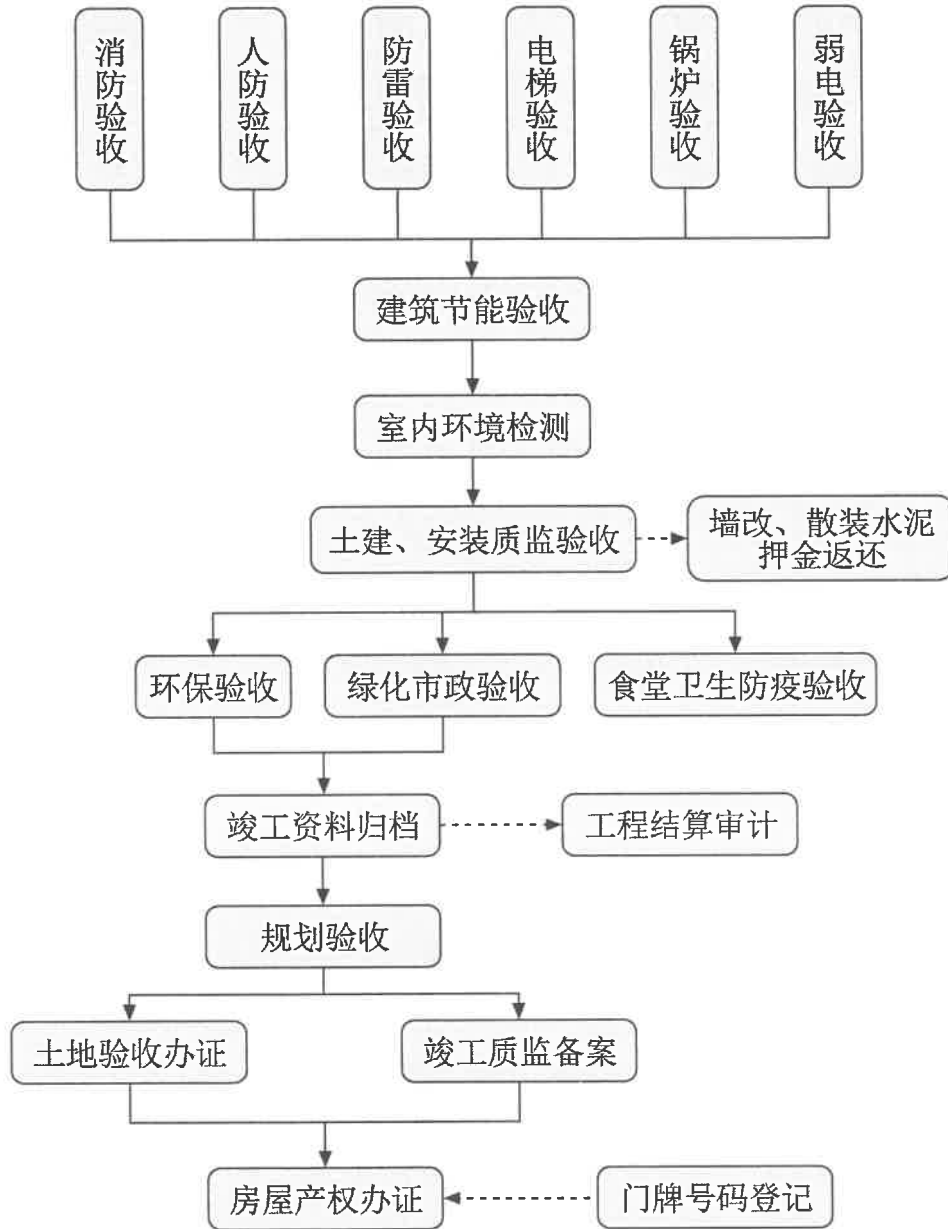 消防验收
人防验收
防雷验收
电梯验收
锅炉验收
弱电验收
建筑节能验收
室内环境检测
土建、安装质监验收
墙改、散装水泥
押金返还
环保验收
绿化市政验收
食堂卫生防疫验收
竣工资料归档
工程结算审计
规划验收
土地验收办证
竣工质监备案
房屋产权办证
门牌号码登记